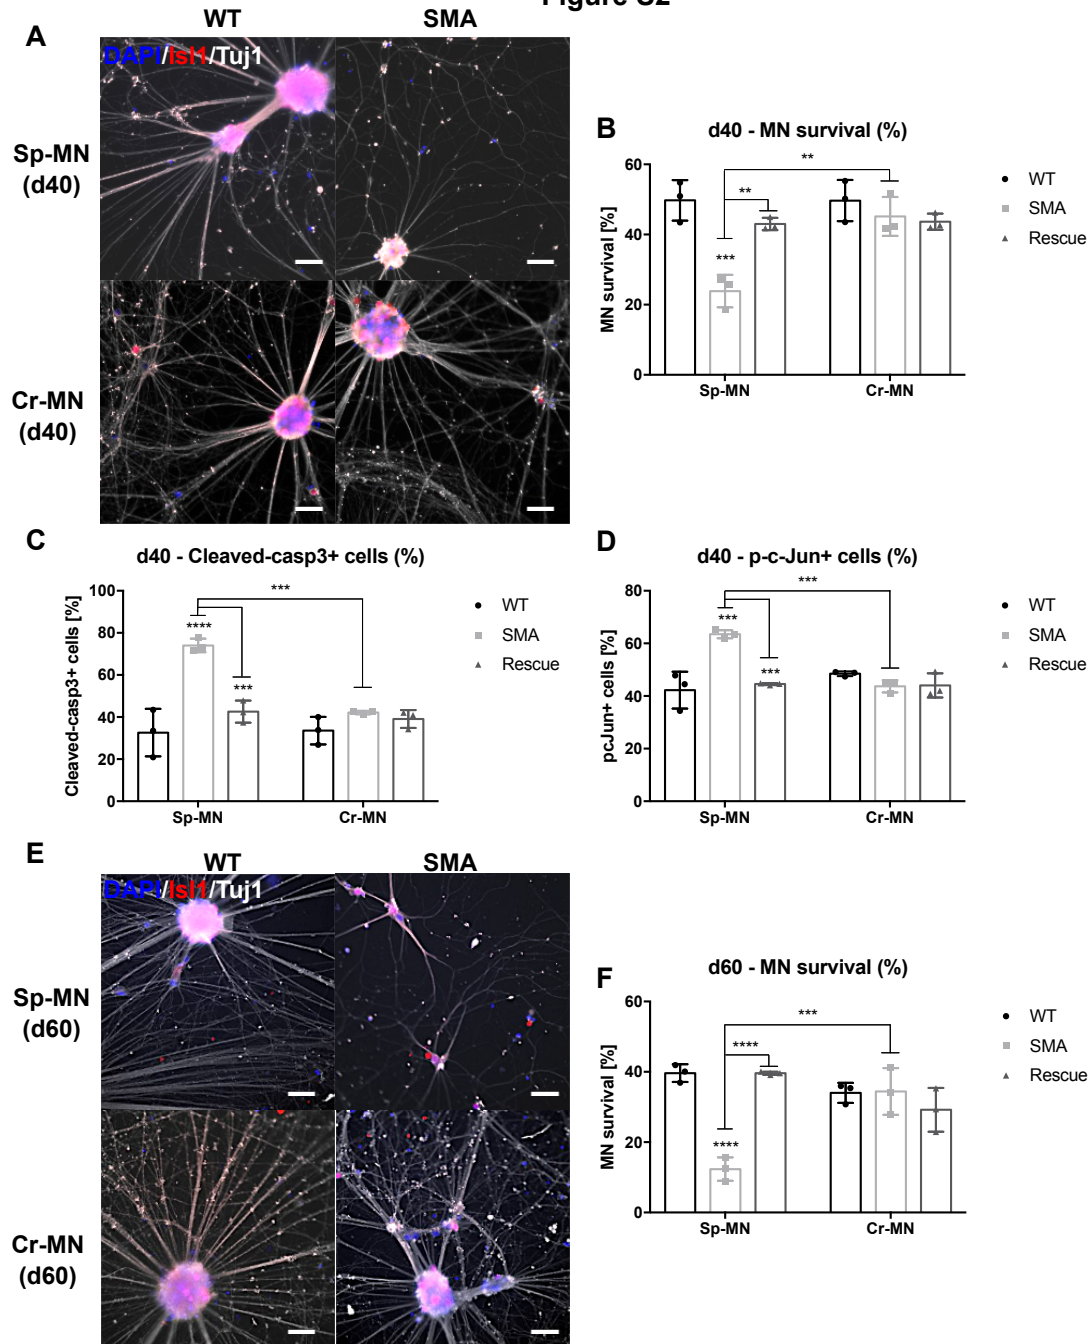 Figure S2
WT SMA
A
DAPI/Isl1/Tuj1
Sp-MN
(d40)
Cr-MN
(d40)
B
d40 - MN survival (%)
MN survival [%]
60
40
20
0
**
**
***
Sp-MN Cr-MN
WT
SMA
Rescue
C
d40 - Cleaved-casp3+ cells (%)
Cleaved-casp3+ cells [%]
100
80
60
40
20
0
***
****
***
Sp-MN Cr-MN
WT
SMA
Rescue
D
d40 - p-c-Jun+ cells (%)
pcJun+ cells [%]
80
60
40
20
0
***
***
***
Sp-MN Cr-MN
WT
SMA
Rescue
E
WT SMA
DAPI/Isl1/Tuj1
Sp-MN
(d60)
Cr-MN
(d60)
F
d60 - MN survival (%)
MN survival [%]
60
40
20
0
***
****
****
Sp-MN Cr-MN
WT
SMA
Rescue